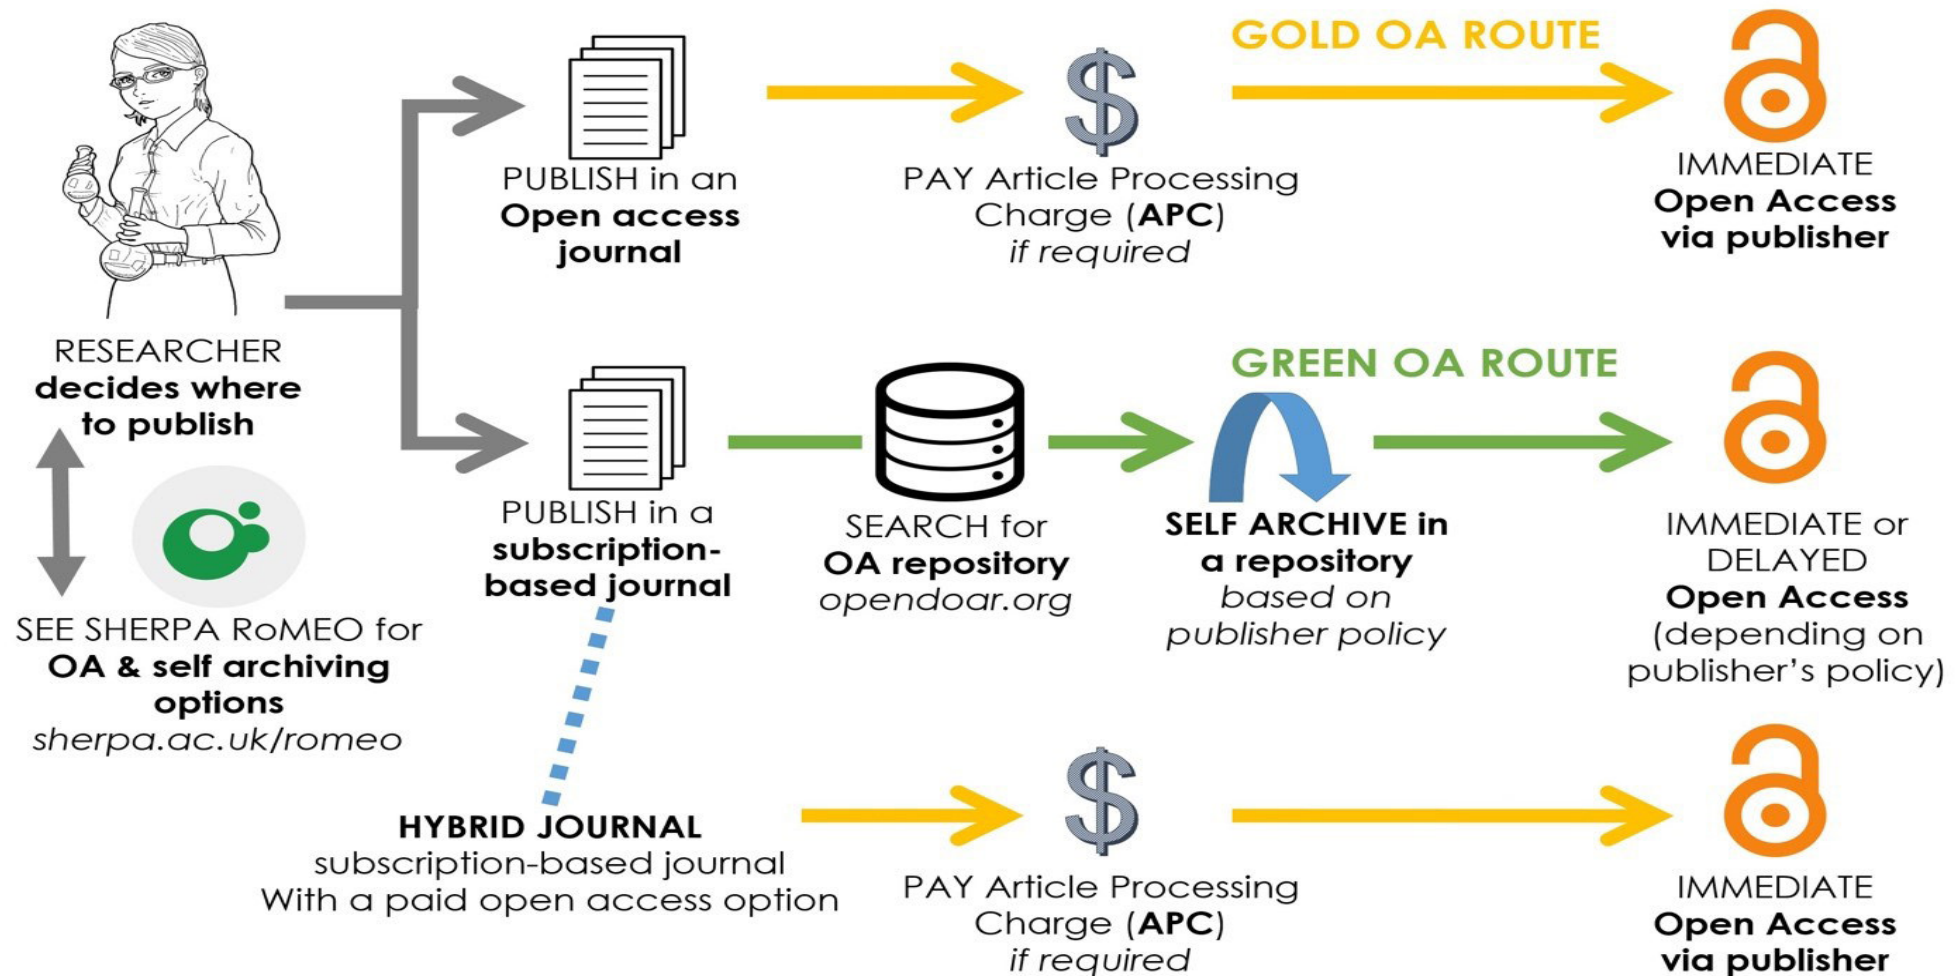 GOLD OA ROUTE
PUBLISH in an
Open access
journal
PAY Article Processing
Charge (APC)
if required
IMMEDIATE
Open Access
via publisher
RESEARCHER
decides where
to publish
SEE SHERPA RoMEO for
OA & self archiving
options
sherpa.ac.uk/romeo
GREEN OA ROUTE
PUBLISH in a
subscription-
based journal
SEARCH for
OA repository
opendoar.org
SELF ARCHIVE in
a repository
based on
publisher policy
IMMEDIATE or
DELAYED
Open Access
(depending on
publisher’s policy)
HYBRID JOURNAL
subscription-based journal
With a paid open access option
PAY Article Processing
Charge (APC)
if required
IMMEDIATE
Open Access
via publisher